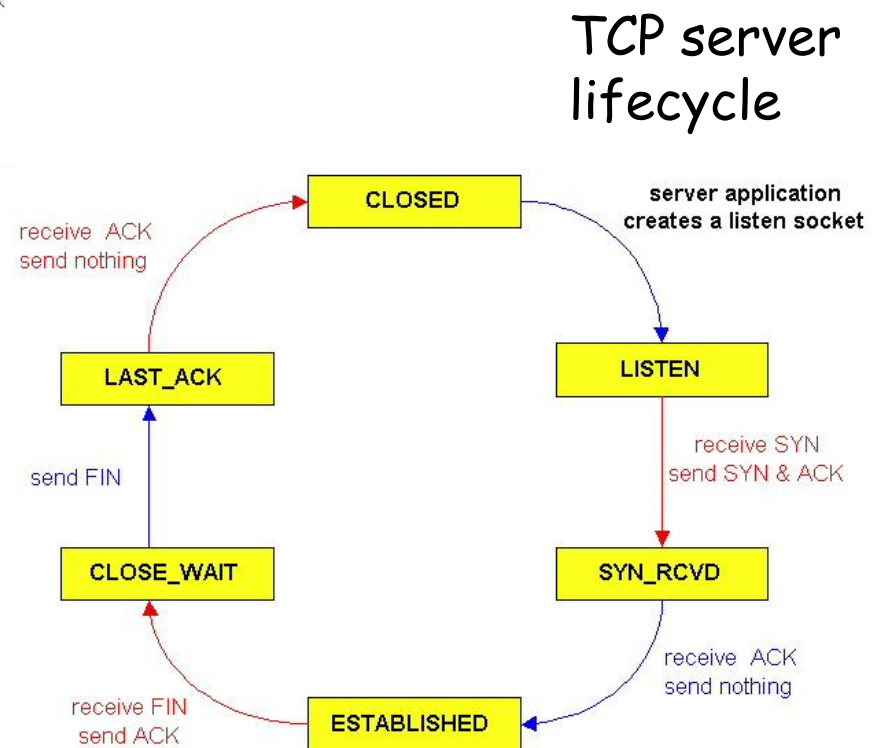 TCP server
lifecycle
CLOSED
server application
creates a listen socket
receive ACK
send nothing
LAST_ACK
LISTEN
receive SYN
send SYN & ACK
send FIN
CLOSE_WAIT
SYN_RCVD
receive ACK
send nothing
receive FIN
send ACK
ESTABLISHED